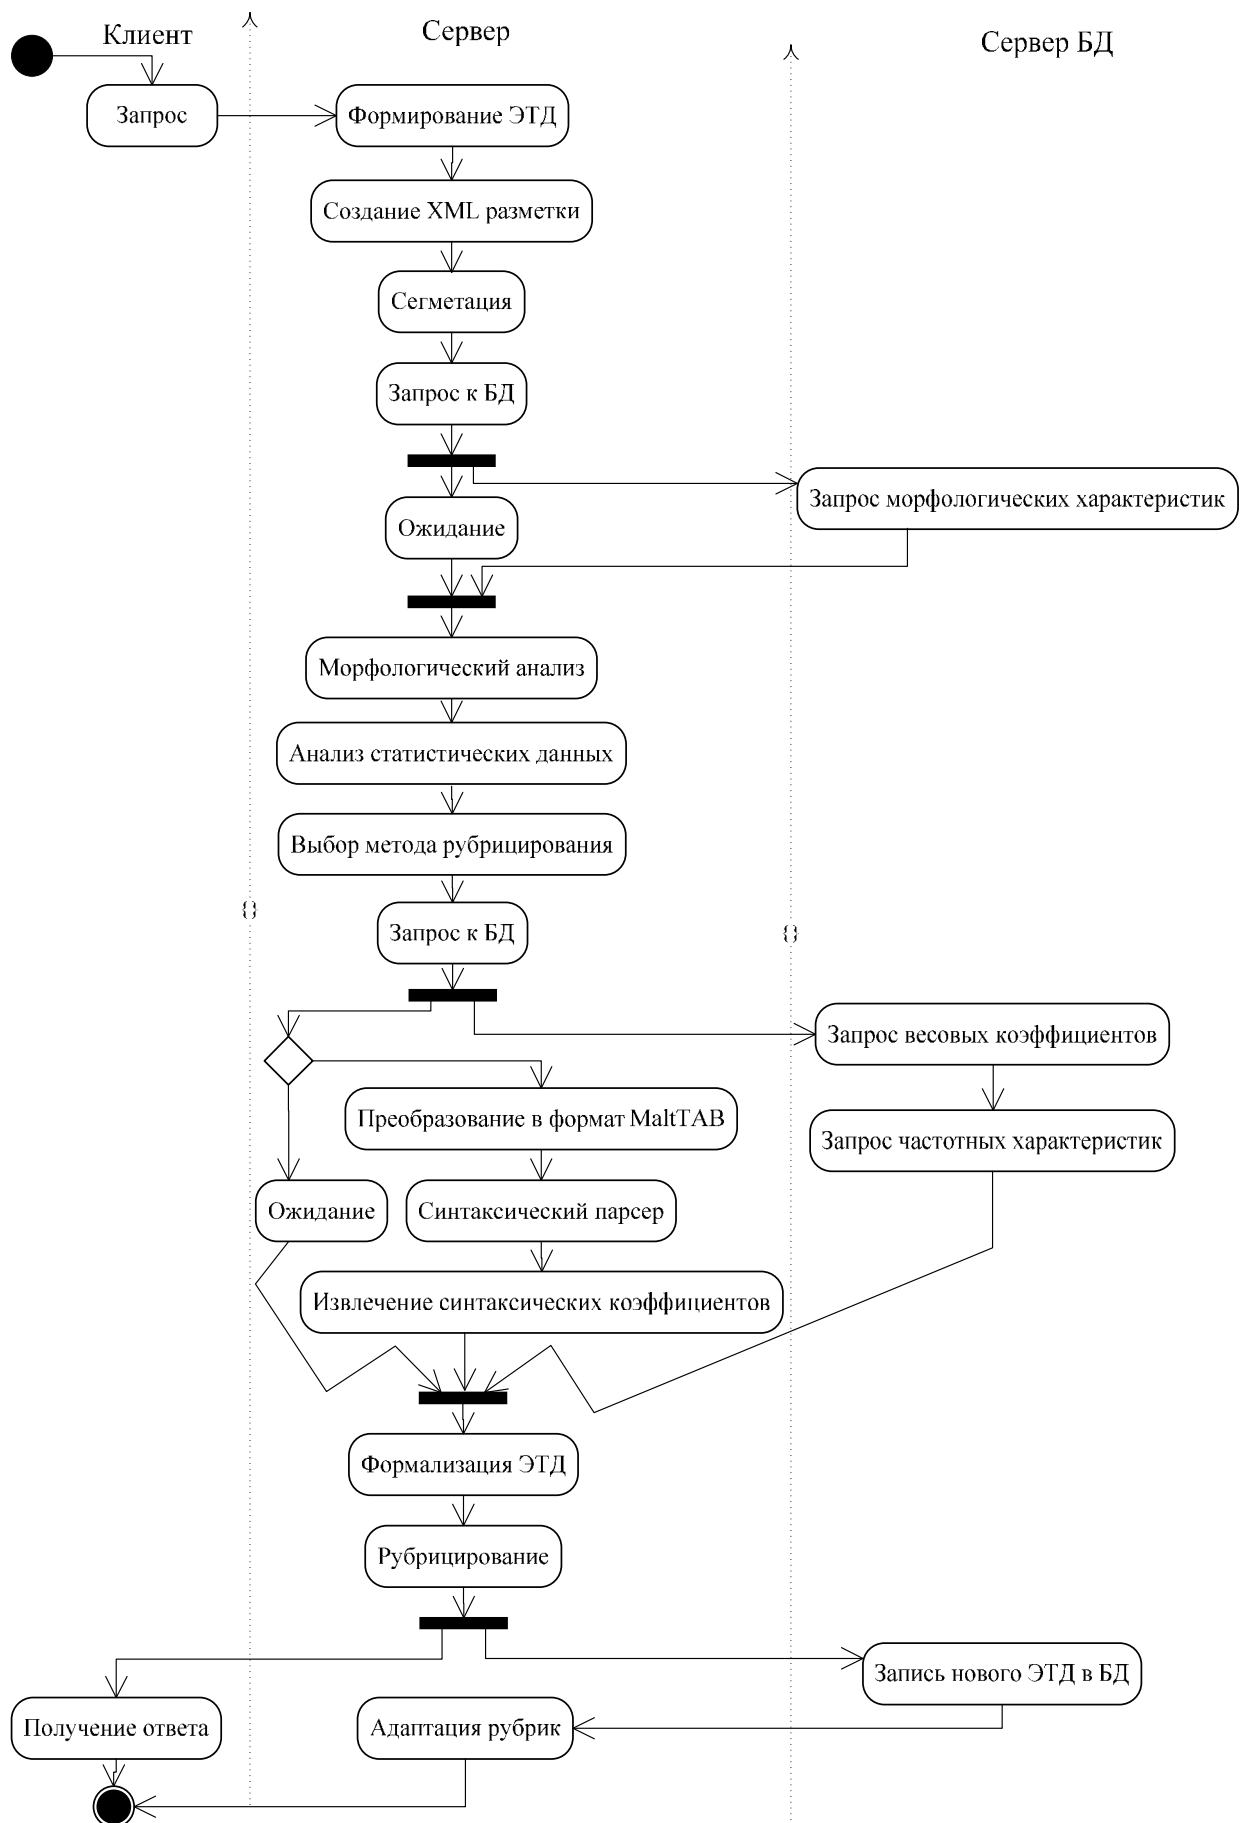 Клиент
Сервер
Сервер БД
Запрос
Формирование ЭТД
Создание XML разметки
Сегметация
Запрос к БД
Запрос морфологических характеристик
Ожидание
Морфологический анализ
Анализ статистических данных
Выбор метода рубрицирования
{}
Запрос к БД
{}
Запрос весовых коэффициентов
Преобразование в формат MaltTAB
Запрос частотных характеристик
Ожидание
Синтаксический парсер
Извлечение синтаксических коэффициентов
Формализация ЭТД
Рубрицирование
Запись нового ЭТД в БД
Получение ответа
Адаптация рубрик